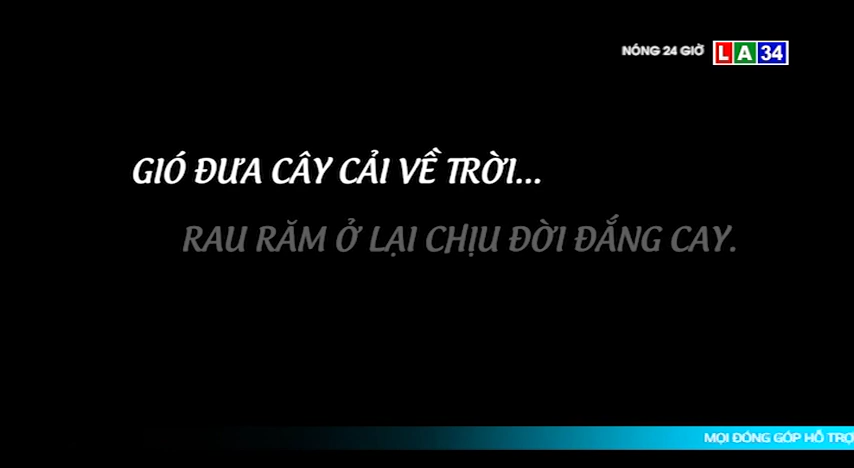 NÓNG 24 GIỜ LA34
GIÓ ĐƯA CÂY CẢI VỀ TRỜI...
RAU RĂM Ở LẠI CHỊU ĐỜI ĐẮNG CAY.
MỌI ĐÓNG GÓP HỖ TRỢ